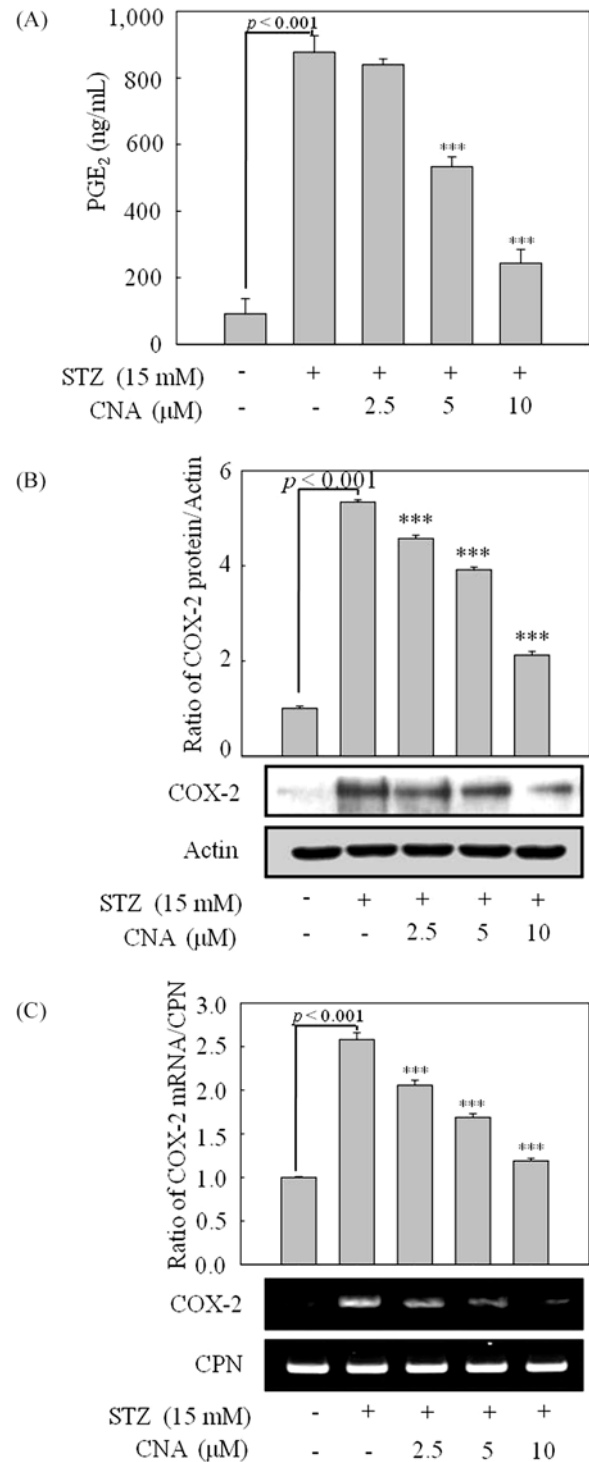 (A)
PGE₂ (ng/mL)
1,000
800
600
400
200
0
p < 0.001
***
***
STZ (15 mM) - + + + +
CNA (μM) - - 2.5 5 10
(B)
Ratio of COX-2 protein/Actin
6
4
2
0
p < 0.001
***
***
***
COX-2
Actin
STZ (15 mM) - + + + +
CNA (μM) - - 2.5 5 10
(C)
Ratio of COX-2 mRNA/CPN
3.0
2.5
2.0
1.5
1.0
0.5
0.0
p < 0.001
***
***
***
COX-2
CPN
STZ (15 mM) - + + + +
CNA (μM) - - 2.5 5 10